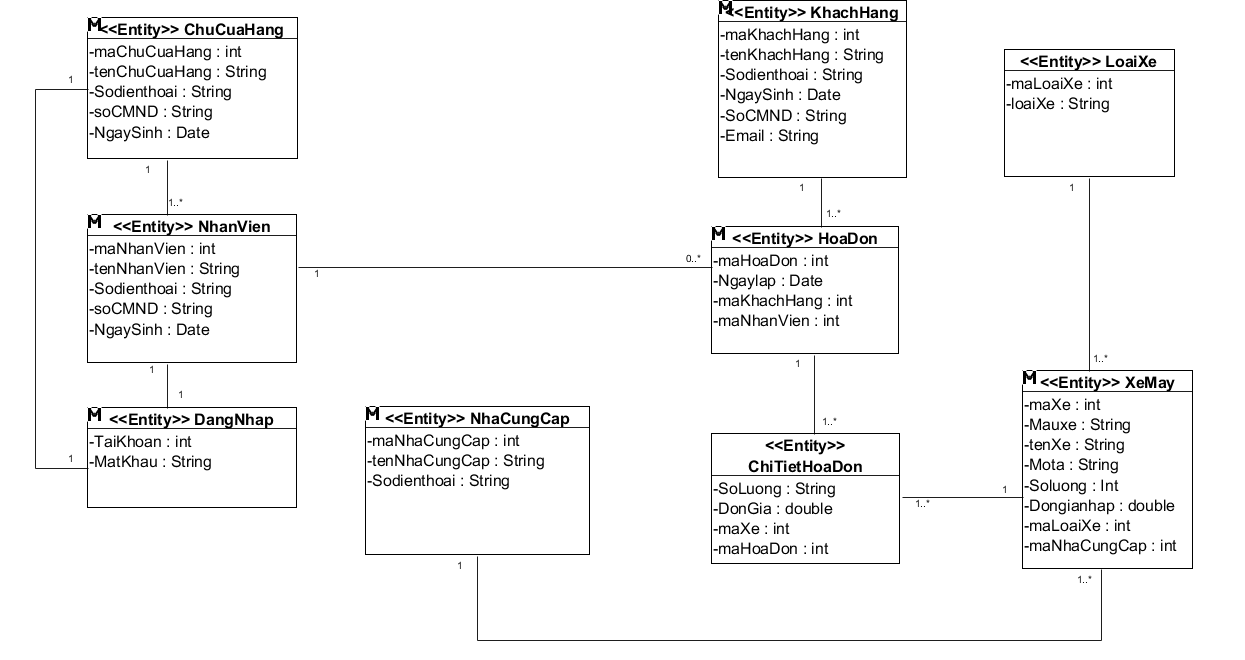 M<<Entity>> ChuCuaHang
-maChuCuaHang : int
-tenChuCuaHang : String
-Sodienthoai : String
-soCMND : String
-NgaySinh : Date
1
1
1..*
M <<Entity>> NhanVien
-maNhanVien : int
-tenNhanVien : String
-Sodienthoai : String
-soCMND : String
-NgaySinh : Date
1
1
M <<Entity>> DangNhap
-TaiKhoan : int
-MatKhau : String
1
1
0..*
M <<Entity>> NhaCungCap
-maNhaCungCap : int
-tenNhaCungCap : String
-Sodienthoai : String
1
M<<Entity>> KhachHang
-maKhachHang : int
-tenKhachHang : String
-Sodienthoai : String
-NgaySinh : Date
-SoCMND : String
-Email : String
1
1..*
M <<Entity>> HoaDon
-maHoaDon : int
-Ngaylap : Date
-maKhachHang : int
-maNhanVien : int
1
1..*
<<Entity>>
ChiTietHoaDon
-SoLuong : String
-DonGia : double
-maXe : int
-maHoaDon : int
1..*
1
<<Entity>> LoaiXe
-maLoaiXe : int
-loaiXe : String
1
1..*
M <<Entity>> XeMay
-maXe : int
-Mauxe : String
-tenXe : String
-Mota : String
-Soluong : Int
-Dongianhap : double
-maLoaiXe : int
-maNhaCungCap : int
1..*